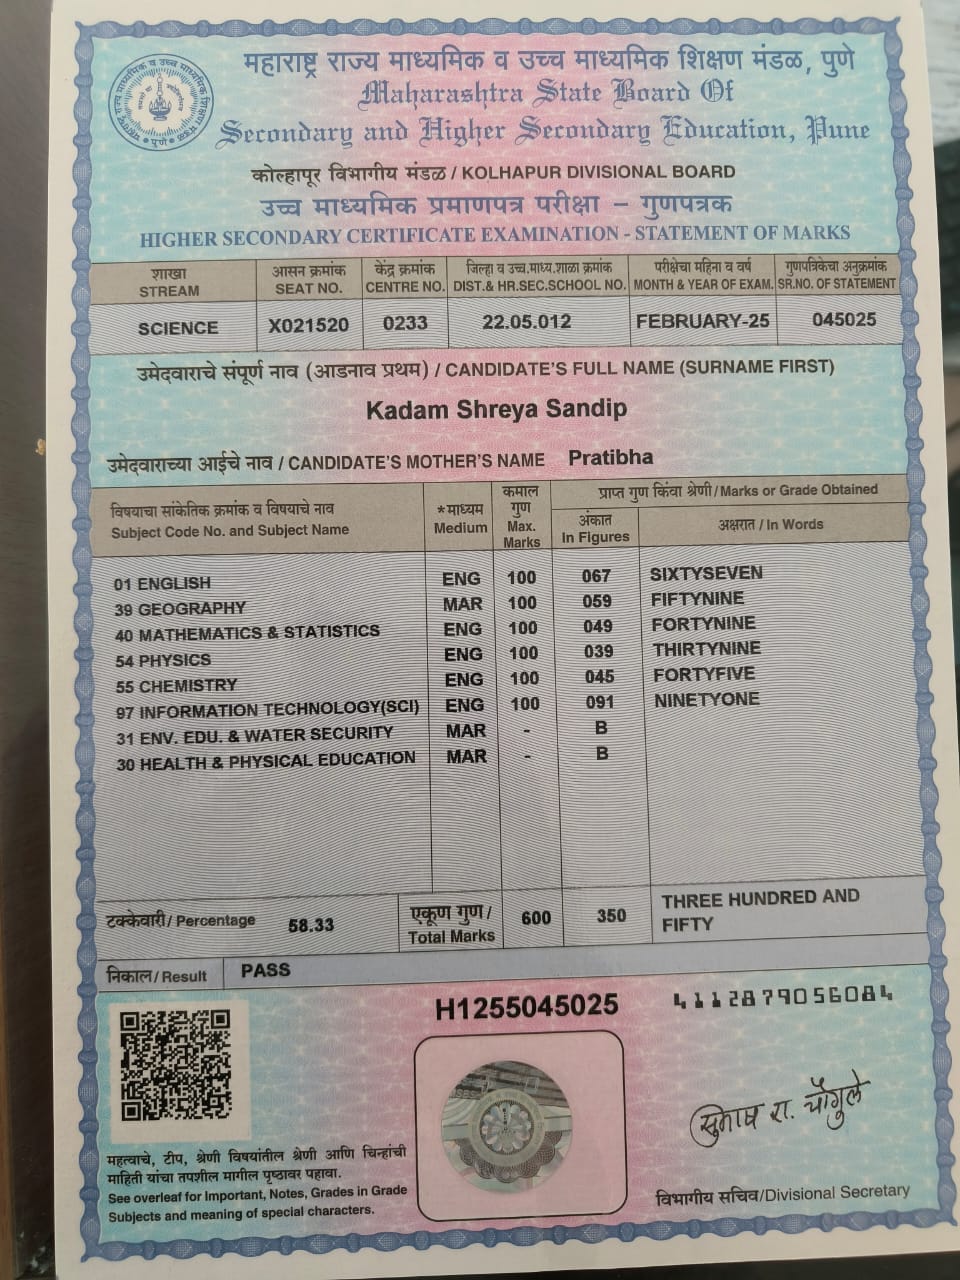 महाराष्ट्र राज्य माध्यमिक व उच्च माध्यमिक शिक्षण मंडळ, पुणे
Maharashtra State Board Of
Secondary and Higher Secondary Education, Pune
कोल्हापूर विभागीय मंडळ / KOLHAPUR DIVISIONAL BOARD
उच्च माध्यमिक प्रमाणपत्र परीक्षा – गुणपत्रक
HIGHER SECONDARY CERTIFICATE EXAMINATION - STATEMENT OF MARKS
शाखा आसन क्रमांक केंद्र क्रमांक जिल्हा व उच्च.माध्य.शाळा क्रमांक परीक्षेचा महिना व वर्ष गुणपत्रिकेचा अनुक्रमांक
STREAM SEAT NO. CENTRE NO. DIST.& HR.SEC.SCHOOL NO. MONTH & YEAR OF EXAM. SR.NO. OF STATEMENT
SCIENCE X021520 0233 22.05.012 FEBRUARY-25 045025
उमेदवाराचे संपूर्ण नाव (आडनाव प्रथम) / CANDIDATE'S FULL NAME (SURNAME FIRST)
Kadam Shreya Sandip
उमेदवाराच्या आईचे नाव / CANDIDATE'S MOTHER'S NAME Pratibha
विषयाचा सांकेतिक क्रमांक व विषयाचे नाव *माध्यम कमाल गुण प्राप्त गुण किंवा श्रेणी/Marks or Grade Obtained
Subject Code No. and Subject Name Medium Max. Marks अंकात In Figures अक्षरात / In Words
01 ENGLISH ENG 100 067 SIXTYSEVEN
39 GEOGRAPHY MAR 100 059 FIFTYNINE
40 MATHEMATICS & STATISTICS ENG 100 049 FORTYNINE
54 PHYSICS ENG 100 039 THIRTYNINE
55 CHEMISTRY ENG 100 045 FORTYFIVE
97 INFORMATION TECHNOLOGY(SCI) ENG 100 091 NINETYONE
31 ENV. EDU. & WATER SECURITY MAR - B
30 HEALTH & PHYSICAL EDUCATION MAR - B
टक्केवारी/ Percentage 58.33 एकूण गुण/ Total Marks 600 350 THREE HUNDRED AND
FIFTY
निकाल/ Result PASS
H1255045025 4112879056084
सुभाष रा. चौगुले
महत्वाचे, टीप, श्रेणी विषयांतील श्रेणी आणि चिन्हांची
माहिती यांचा तपशील मागील पृष्ठावर पहावा.
See overleaf for Important, Notes, Grades in Grade
Subjects and meaning of special characters.
विभागीय सचिव/Divisional Secretary